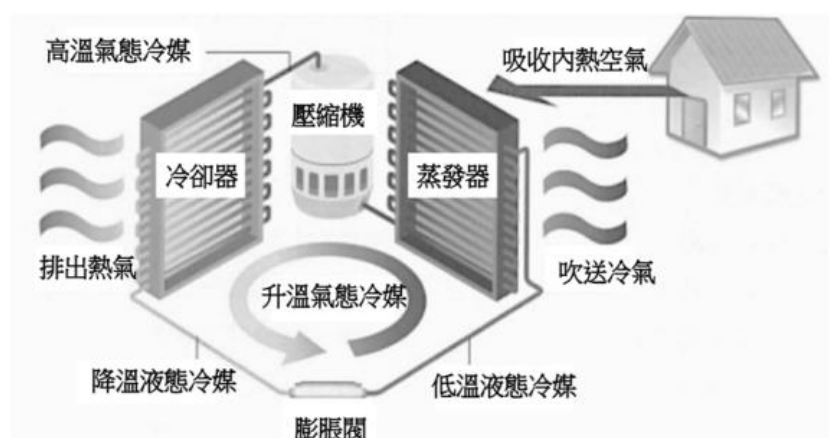 高溫氣態冷媒
吸收內熱空氣
壓縮機
冷卻器
蒸發器
排出熱氣
吹送冷氣
升溫氣態冷媒
降溫液態冷媒
低溫液態冷媒
膨脹閥